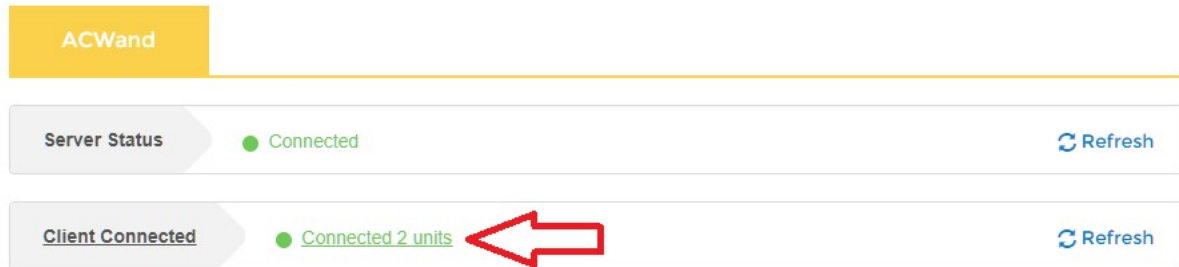 ACWand
Server Status Connected Refresh
Client Connected Connected 2 units Refresh